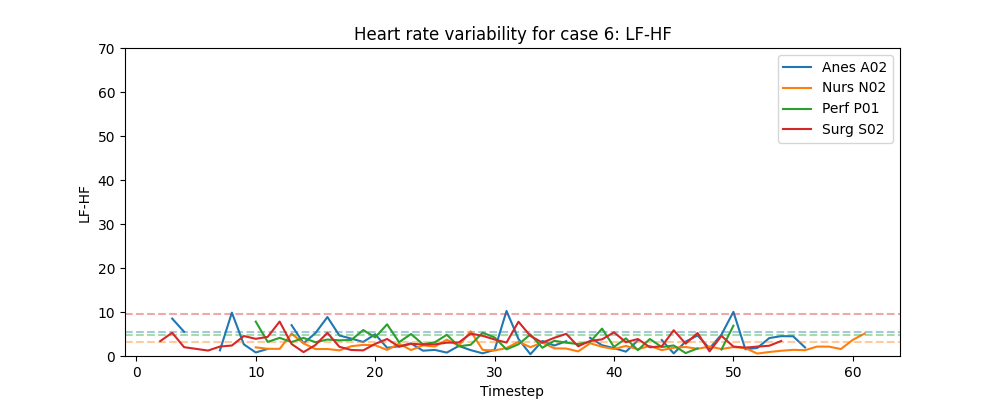 Heart rate variability for case 6: LF-HF
70
60
50
40
30
20
10
0
LF-HF
Anes A02
Nurs N02
Perf P01
Surg S02
0 10 20 30 40 50 60
Timestep